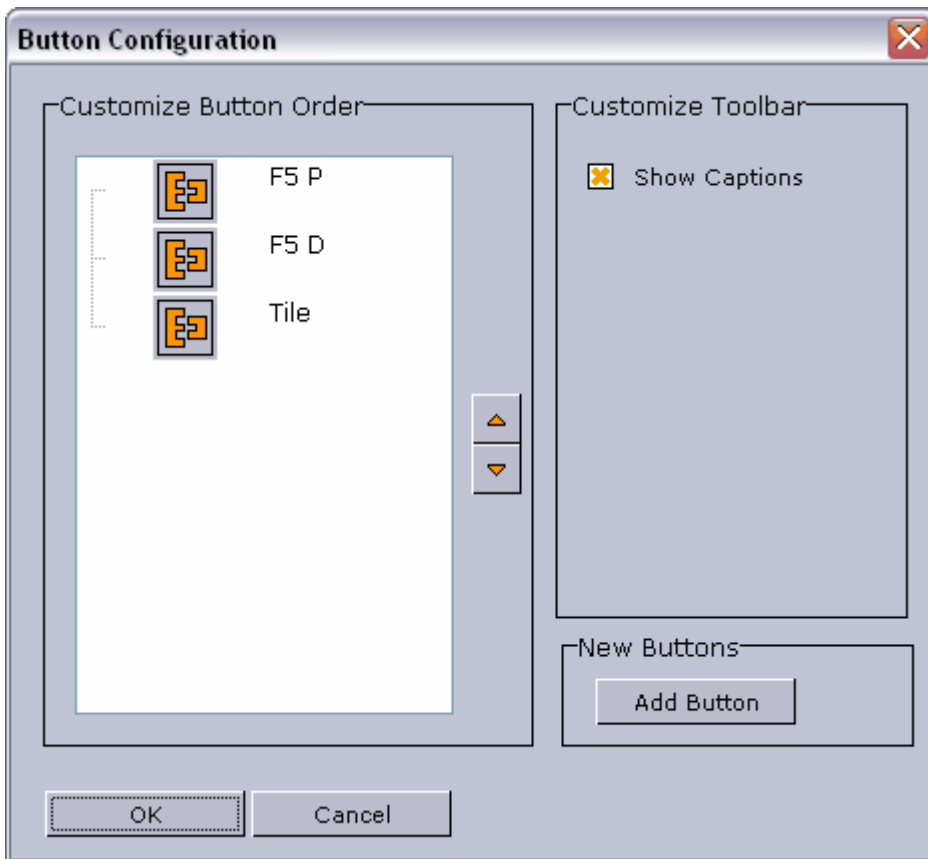 Button Configuration
Customize Button Order
F5 P
F5 D
Tile
Customize Toolbar
Show Captions
New Buttons
Add Button
OK
Cancel